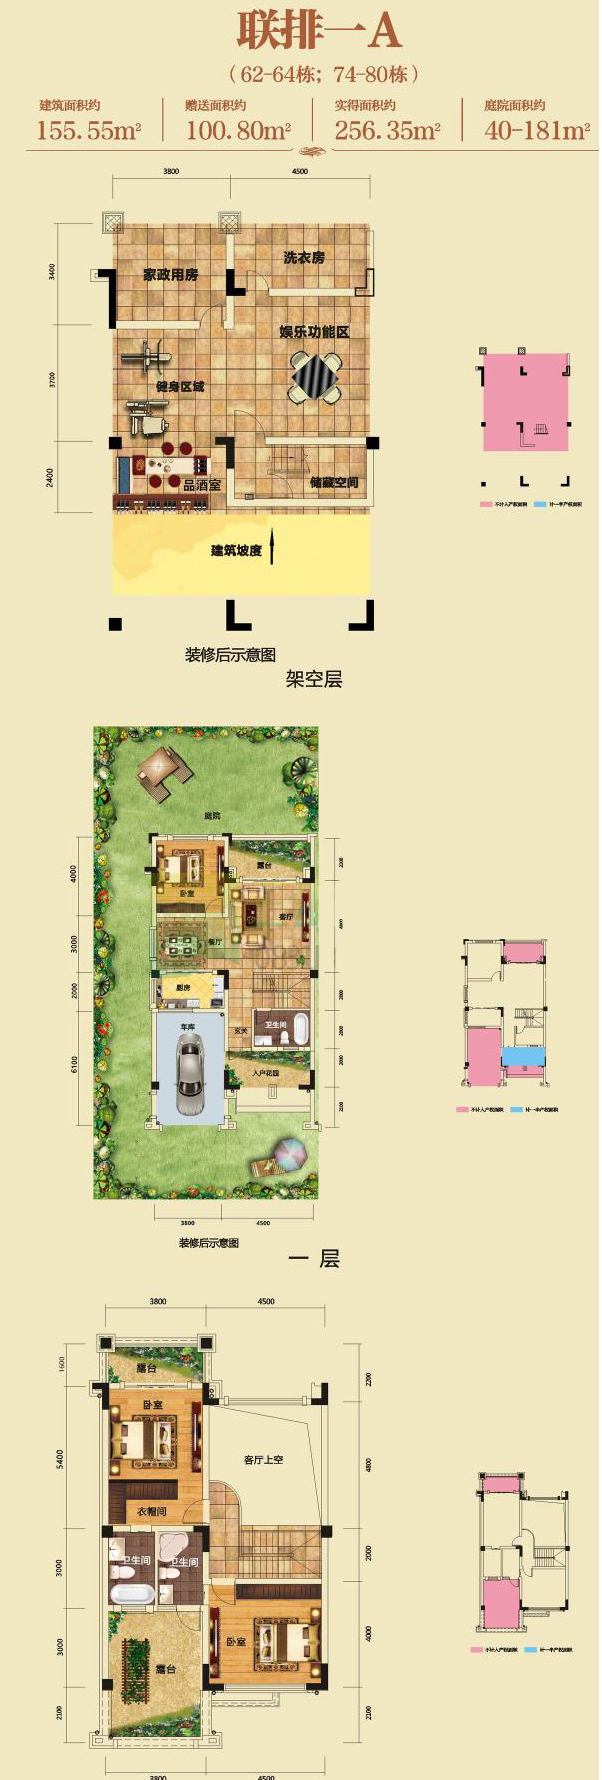 联排一A
（62-64栋；74-80栋）
建筑面积约 赠送面积约 实得面积约 庭院面积约
155.55m² 100.80m² 256.35m² 40-181m²
3800 4500
3400
家政用房
洗衣房
娱乐功能区
3700
健身区域
2400
品酒室
储藏空间
建筑坡度
不计入产权面积 计一半产权面积
装修后示意图
架空层
庭院
4000
露台
卧室
客厅
3000
餐厅
2000
厨房
车库
玄关
卫生间
6100
入户花园
不计入产权面积 计一半产权面积
3800 4500
装修后示意图
一层
3800 4500
1600
露台
2200
卧室
5400
客厅上空
4800
衣帽间
3000
卫生间 卫生间
2000
3000
卧室
露台
4000
2100
2100
不计入产权面积 计一半产权面积
3800 4500